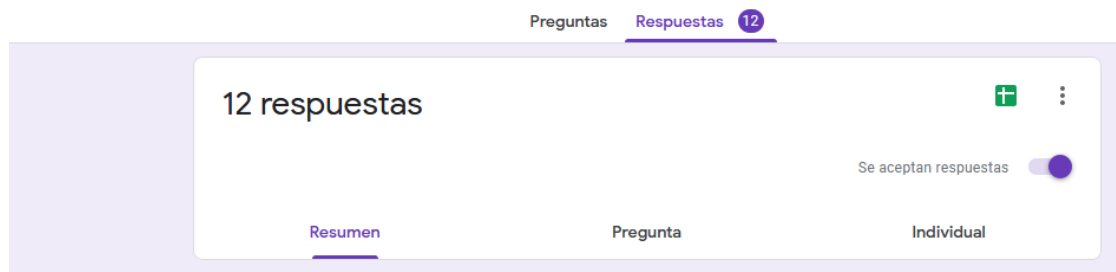 Preguntas Respuestas 12
12 respuestas
Se aceptan respuestas
Resumen Pregunta Individual